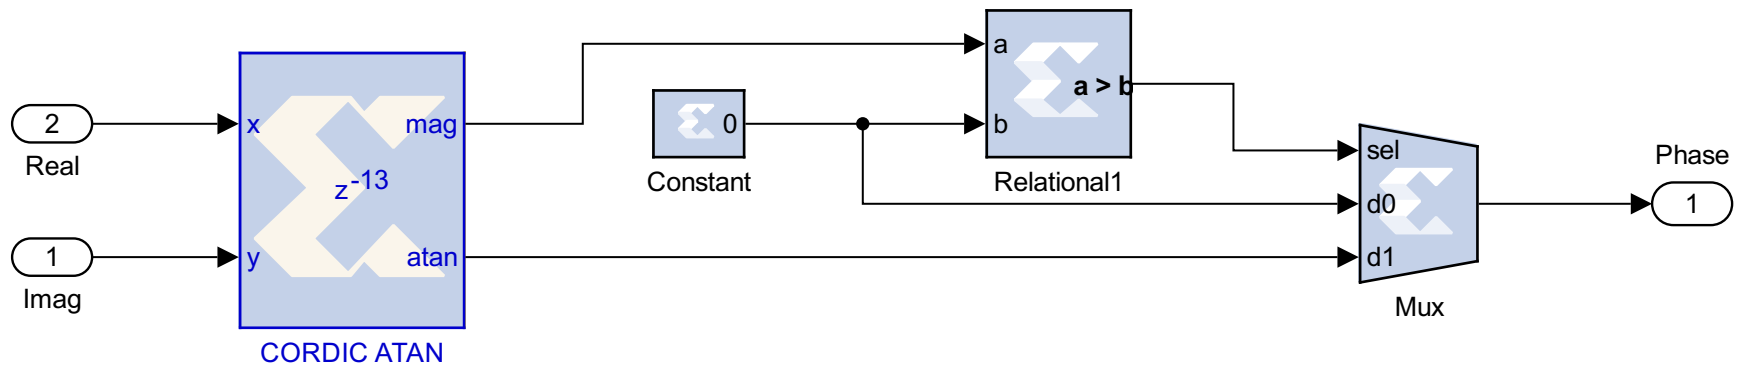 2
Real
1
Imag
x
y
mag
atan
z-13
CORDIC ATAN
0
Constant
a
b
a > b
Relational1
sel
d0
d1
Mux
Phase
1